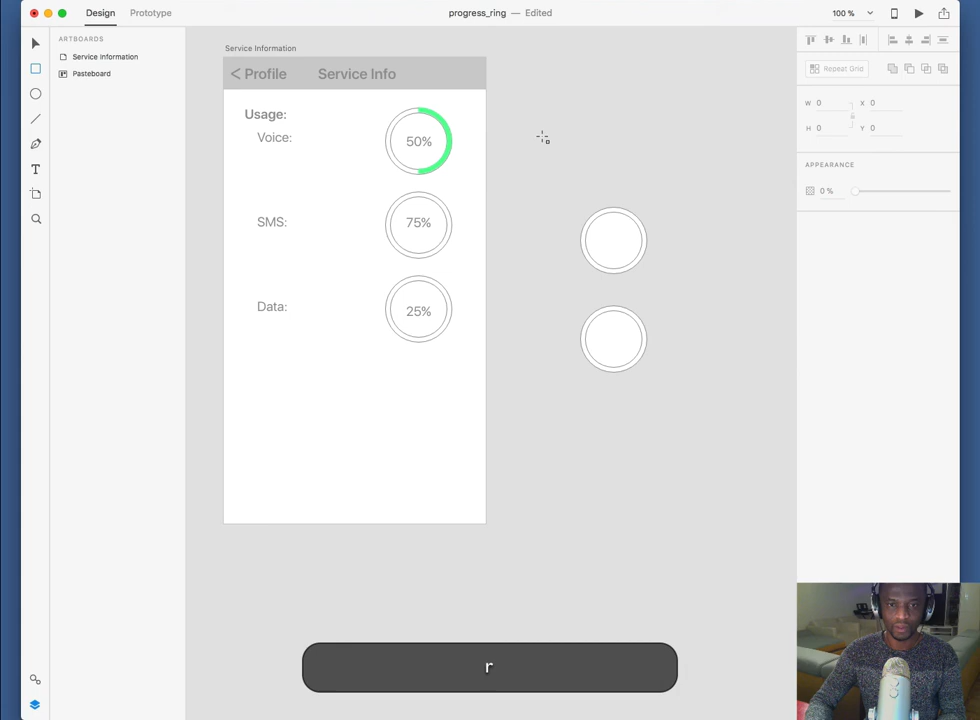 Design
Prototype
progress_ring — Edited
100 %
ARTBOARDS
Service Information
Pasteboard
Service Information
< Profile
Service Info
Usage:
Voice:
50%
SMS:
75%
Data:
25%
Repeat Grid
W 0
X 0
H 0
Y 0
APPEARANCE
0 %
r